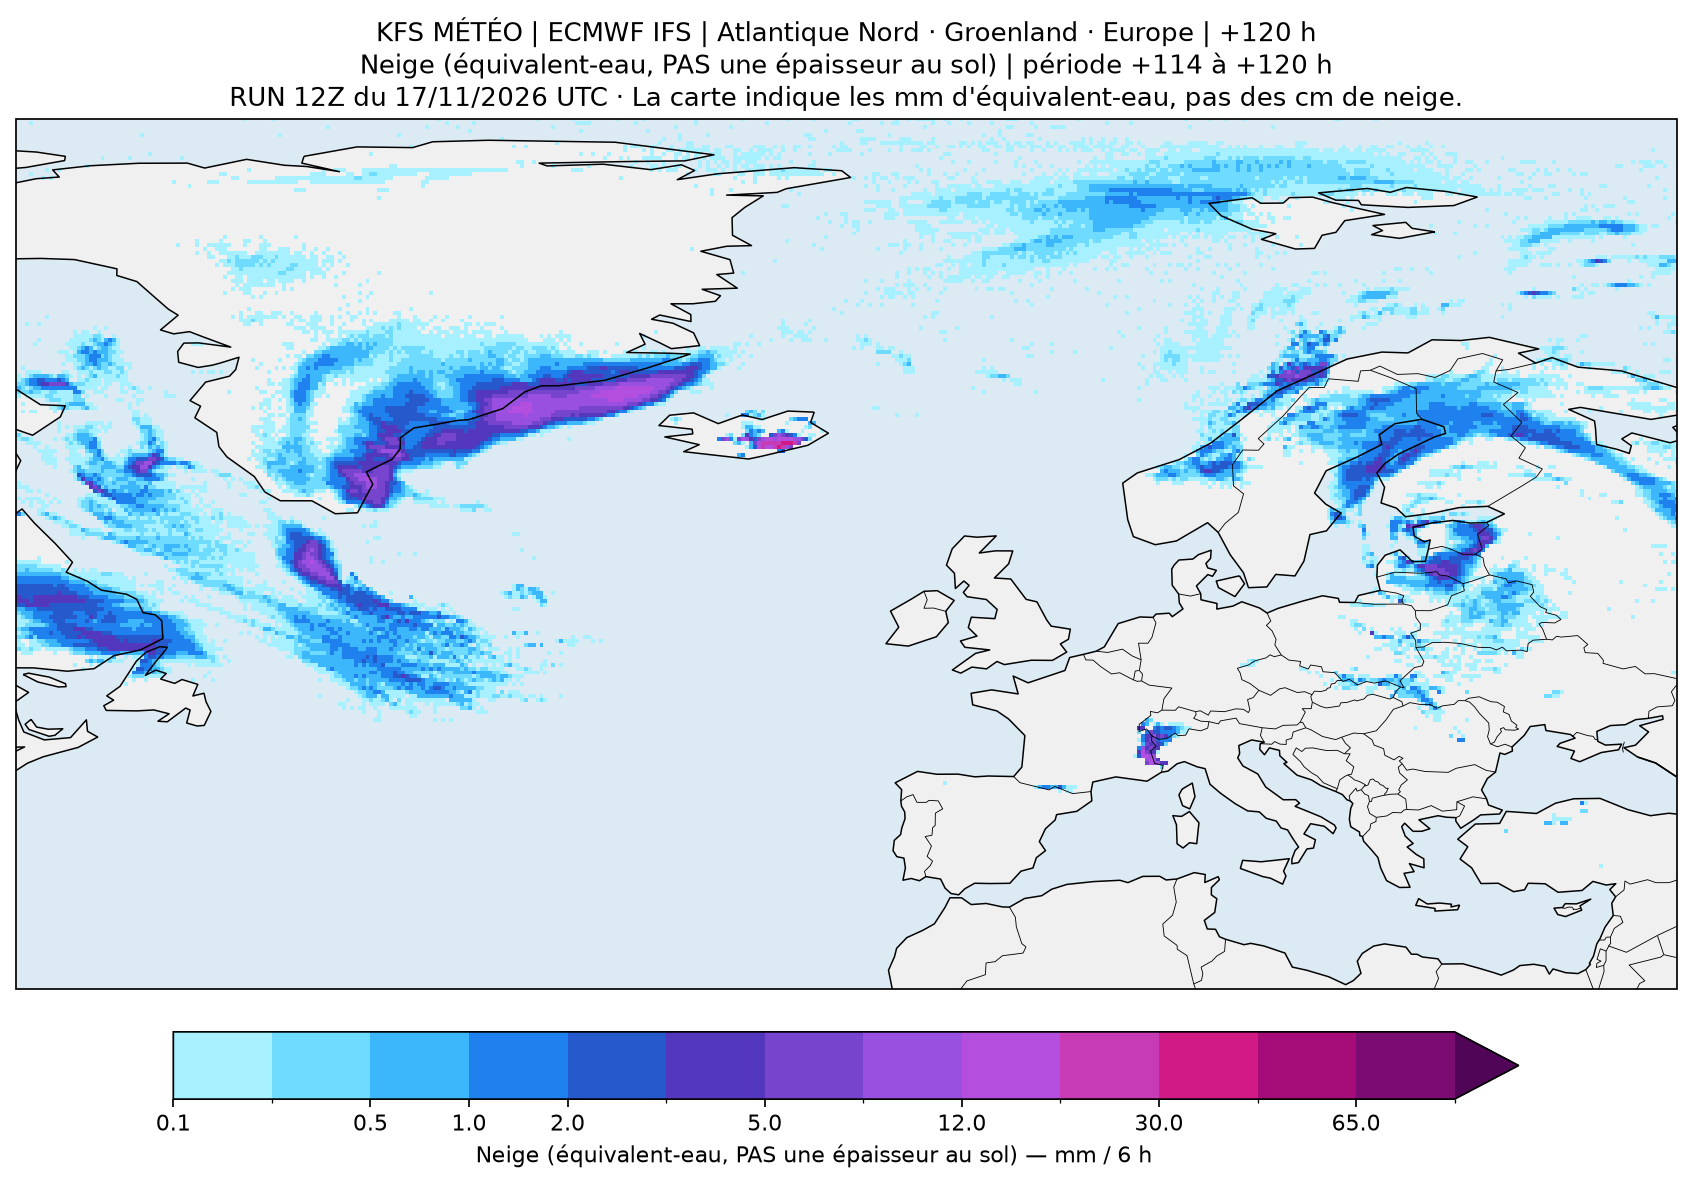 KFS MÉTÉO | ECMWF IFS | Atlantique Nord · Groenland · Europe | +120 h
Neige (équivalent-eau, PAS une épaisseur au sol) | période +114 à +120 h
RUN 12Z du 17/11/2026 UTC · La carte indique les mm d'équivalent-eau, pas des cm de neige.
0.1 0.5 1.0 2.0 5.0 12.0 30.0 65.0
Neige (équivalent-eau, PAS une épaisseur au sol) — mm / 6 h